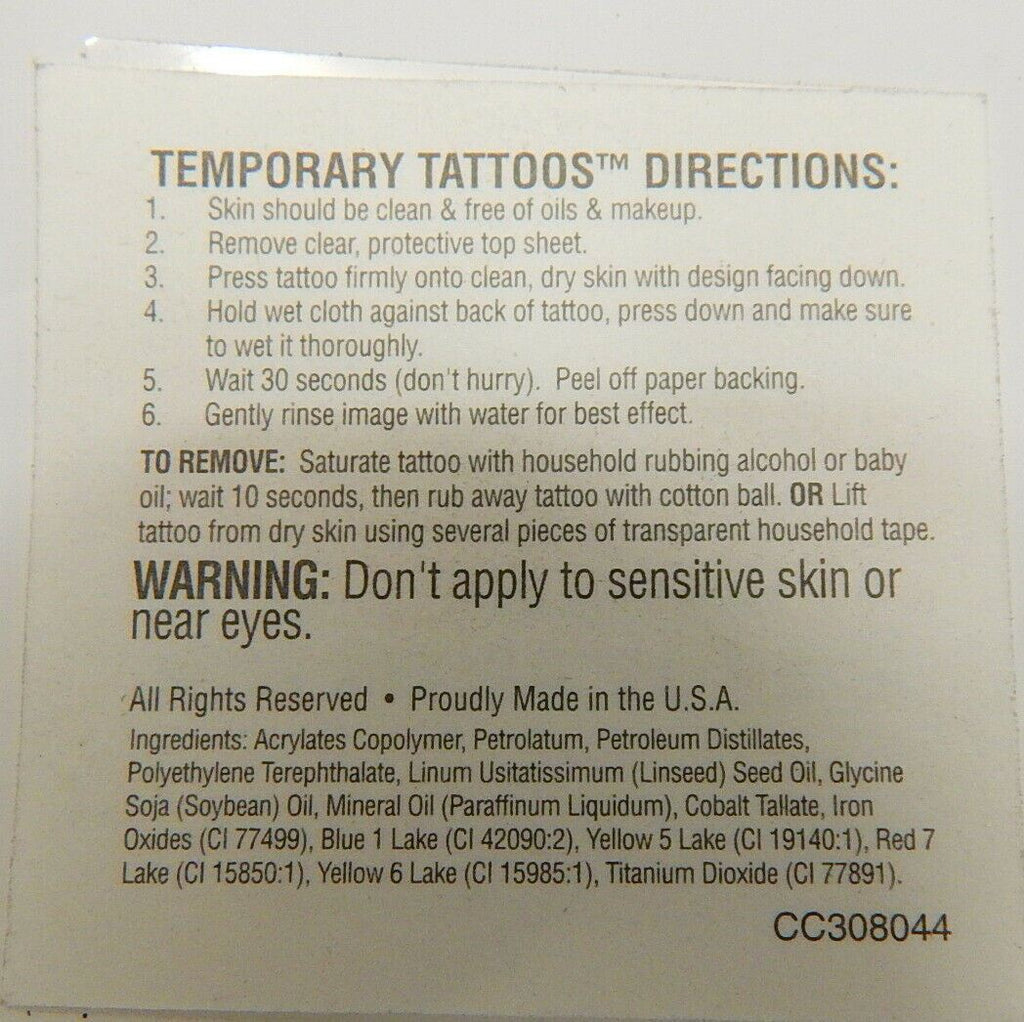 TEMPORARY TATTOOS™ DIRECTIONS:
1. Skin should be clean & free of oils & makeup.
2. Remove clear, protective top sheet.
3. Press tattoo firmly onto clean, dry skin with design facing down.
4. Hold wet cloth against back of tattoo, press down and make sure
to wet it thoroughly.
5. Wait 30 seconds (don't hurry). Peel off paper backing.
6. Gently rinse image with water for best effect.
TO REMOVE: Saturate tattoo with household rubbing alcohol or baby
oil; wait 10 seconds, then rub away tattoo with cotton ball. OR Lift
tattoo from dry skin using several pieces of transparent household tape.
WARNING: Don't apply to sensitive skin or
near eyes.
All Rights Reserved • Proudly Made in the U.S.A.
Ingredients: Acrylates Copolymer, Petrolatum, Petroleum Distillates,
Polyethylene Terephthalate, Linum Usitatissimum (Linseed) Seed Oil, Glycine
Soja (Soybean) Oil, Mineral Oil (Paraffinum Liquidum), Cobalt Tallate, Iron
Oxides (CI 77499), Blue 1 Lake (CI 42090:2), Yellow 5 Lake (CI 19140:1), Red 7
Lake (CI 15850:1), Yellow 6 Lake (CI 15985:1), Titanium Dioxide (CI 77891).
CC308044